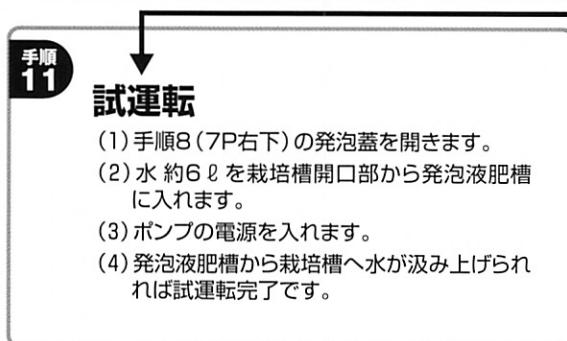 手順
11
試運転
(1)手順8(7P右下)の発泡蓋を開きます。
(2)水 約6ℓを栽培槽開口部から発泡液肥槽
に入れます。
(3)ポンプの電源を入れます。
(4)発泡液肥槽から栽培槽へ水が汲み上げられ
れば試運転完了です。